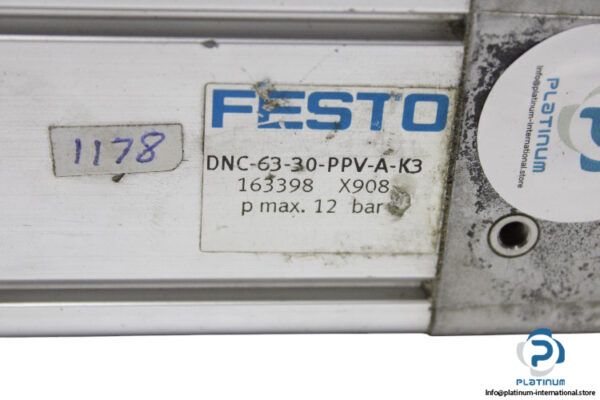 FESTO
DNC-63-30-PPV-A-K3
163398 X908
p max. 12 bar
1178
PLATINUM
info@platinum-international.store
PLATINUM
Info@platinum-international.store